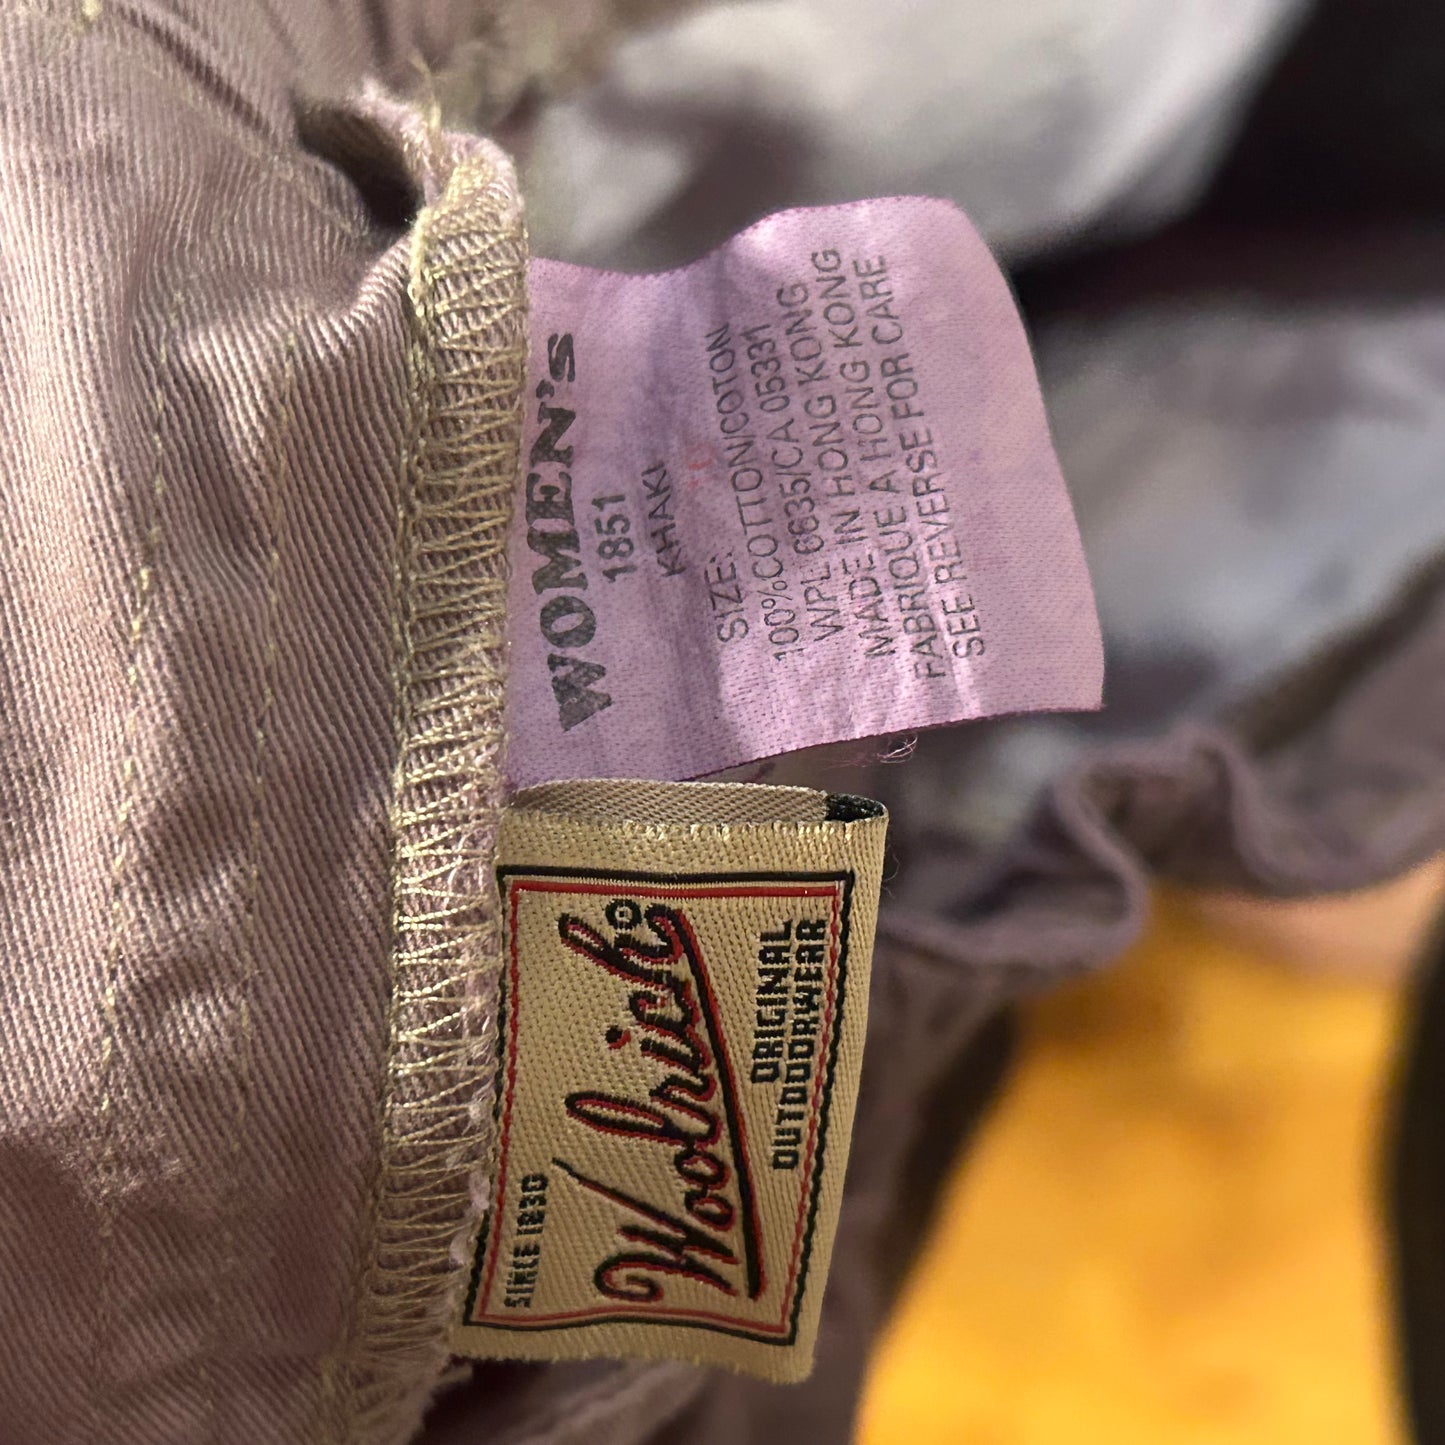 WOMEN's
1851
KHAKI
SIZE:
100%COTTON/COTON
WPL 6635/CA 05331
MADE IN HONG KONG
FABRIQUE A HONG KONG
SEE REVERSE FOR CARE
SINCE 1830
Woolrich®
ORIGINAL
OUTDOORWEAR